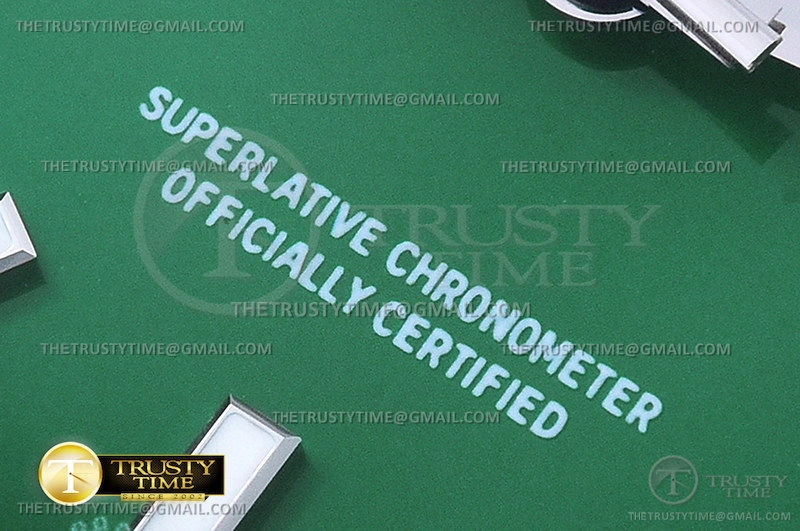 THETRUSTYTIME@GMAIL.COM THETRUSTYTIME@GMAIL.COM
THETRUSTYTIME@GMAIL.COM
SUPERLATIVE CHRONOMETER
OFFICIALLY CERTIFIED
THETRUSTYTIME@GMAIL.COM THETRUSTYTIME@GMAIL.COM
TRUSTY
TIME
THETRUSTYTIME@GMAIL.COM
THETRUSTYTIME@GMAIL.COM THETRUSTYTIME@GMAIL.COM
THETRUSTYTIME@GMAIL.COM
TRUSTY
TIME
SINCE 2002
TRUSTY
TIME
THETRUSTYTIME@GMAIL.COM THETRUSTYTIME@GMAIL.COM